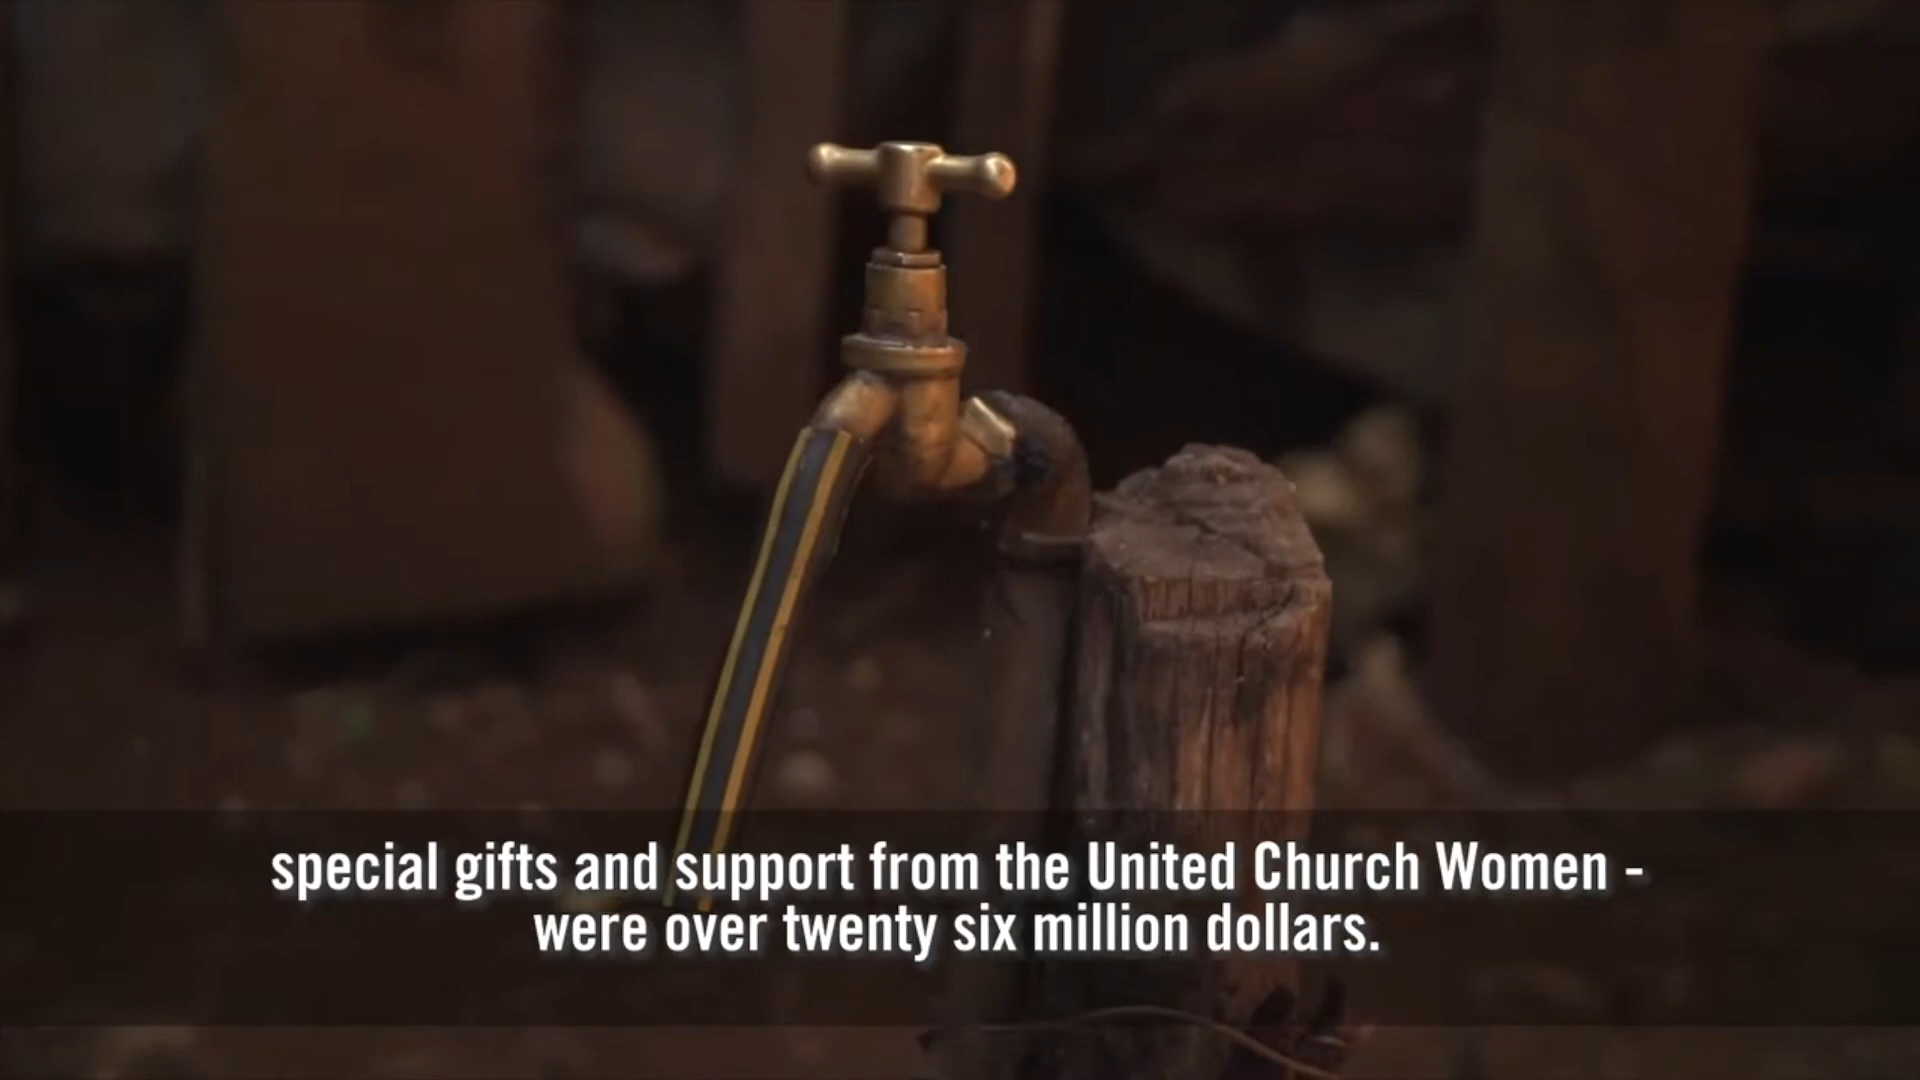 special gifts and support from the United Church Women -
were over twenty six million dollars.